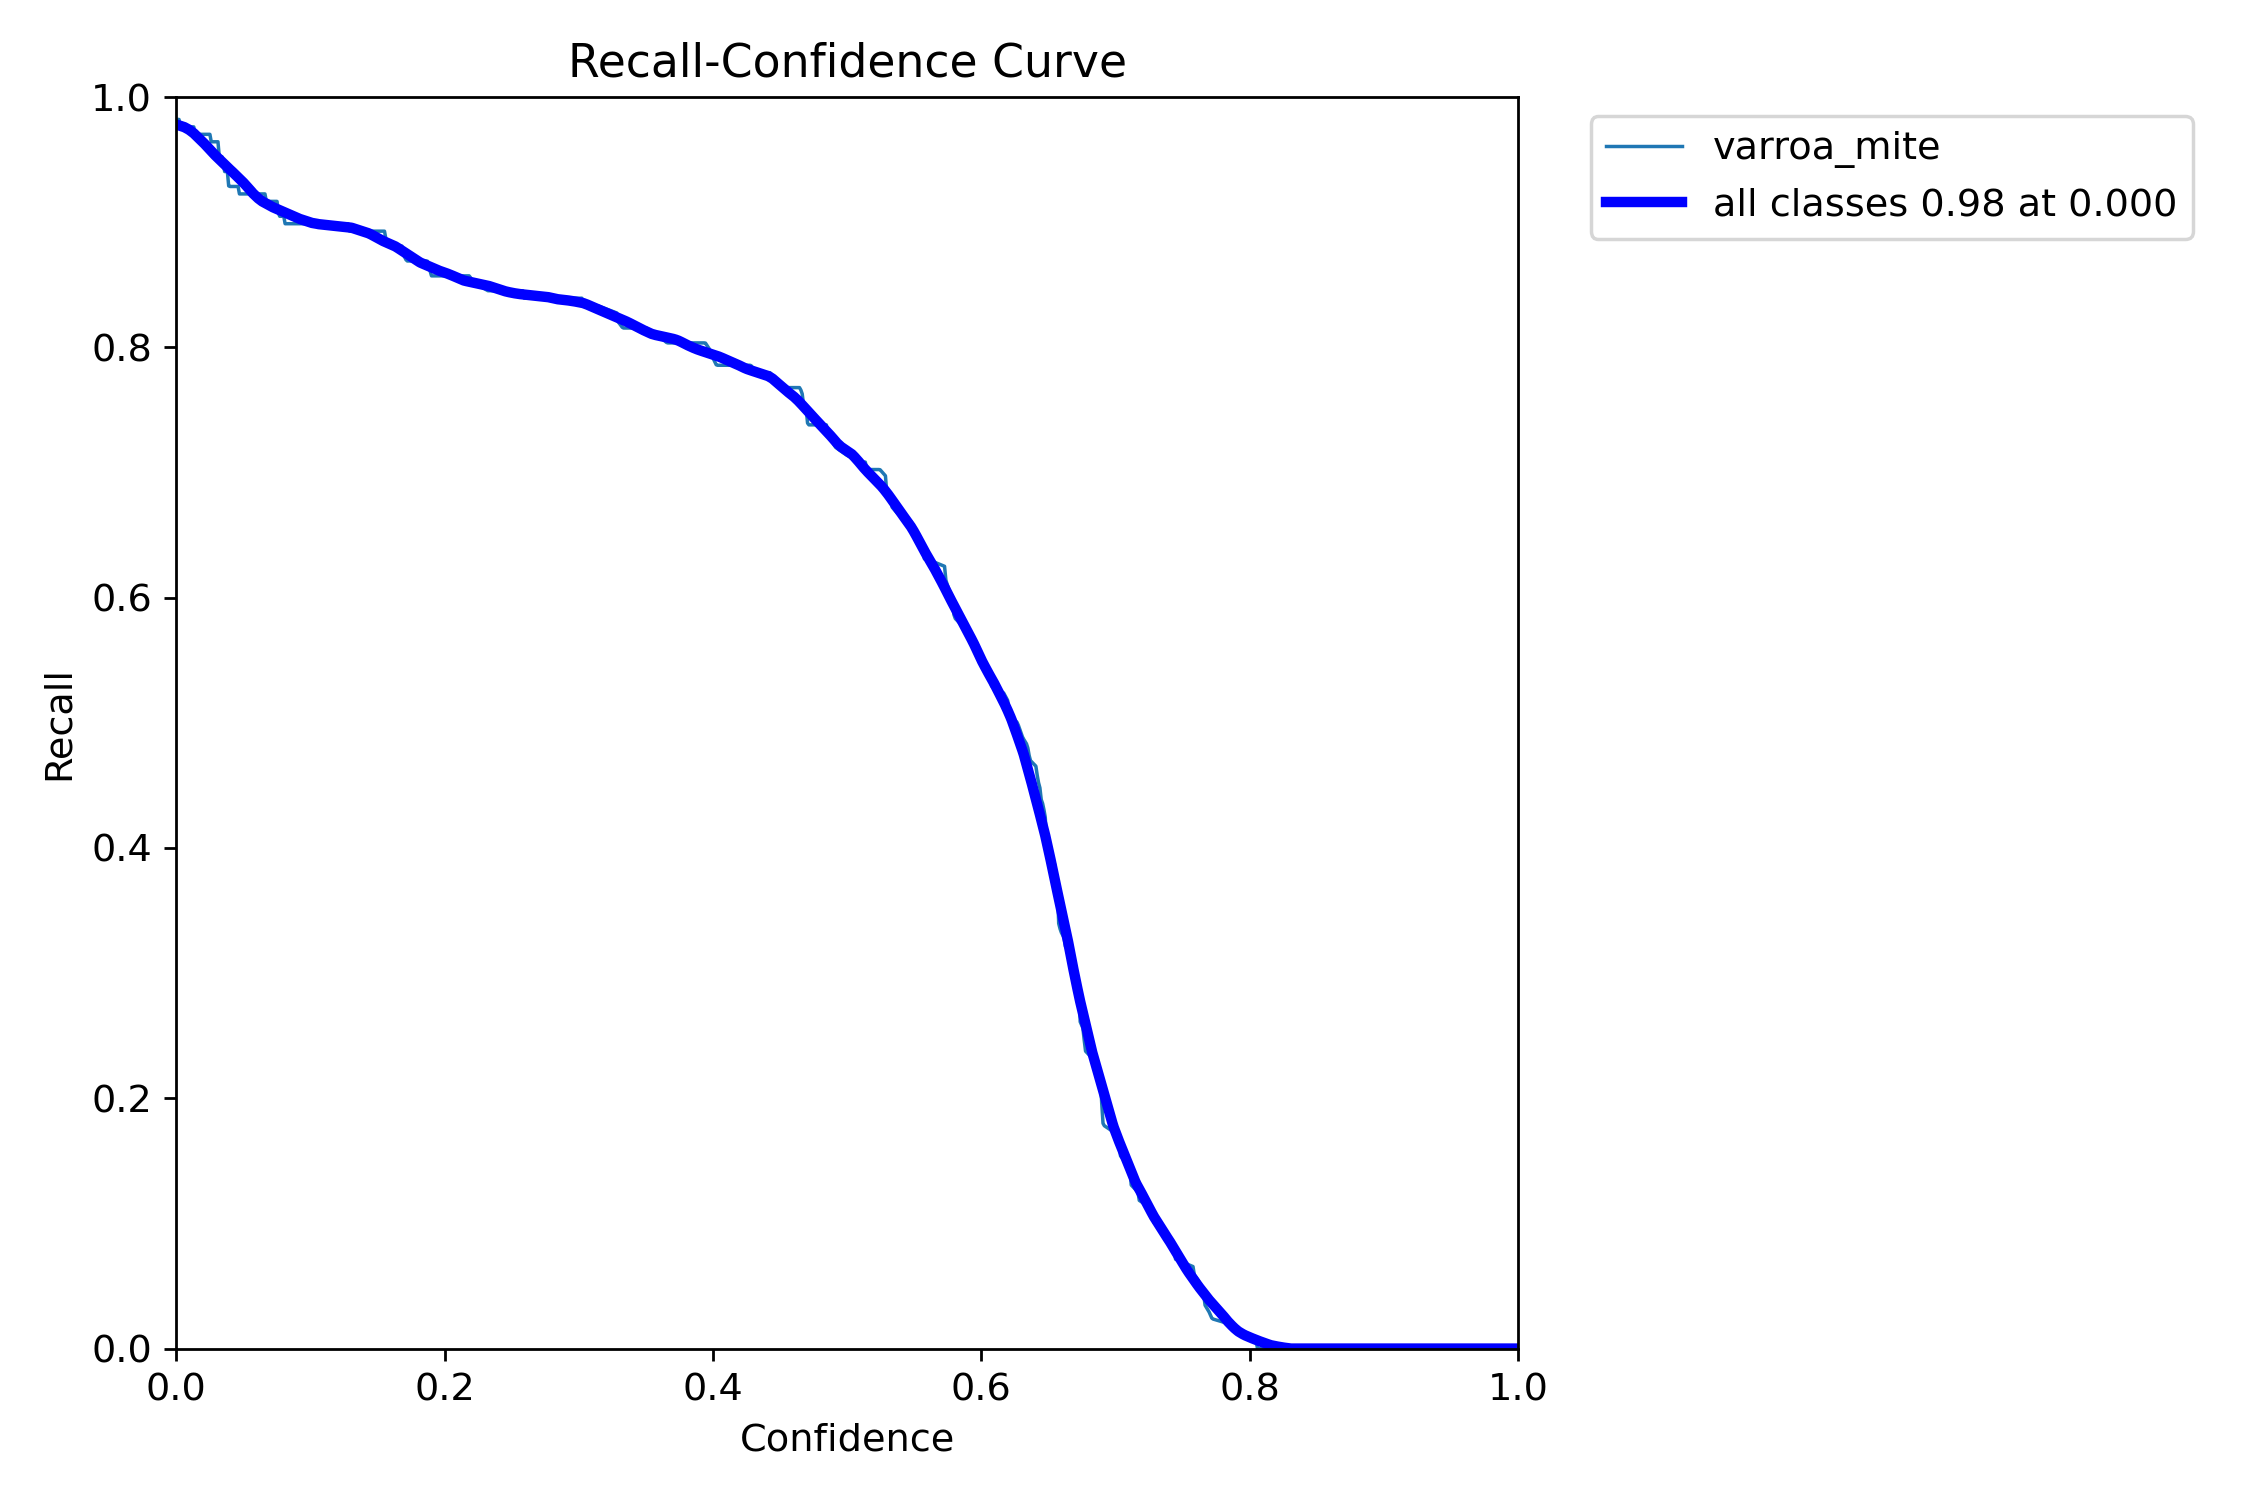 Recall-Confidence Curve
1.0
0.8
0.6
0.4
0.2
0.0
Recall
0.0 0.2 0.4 0.6 0.8 1.0
Confidence
varroa_mite
all classes 0.98 at 0.000